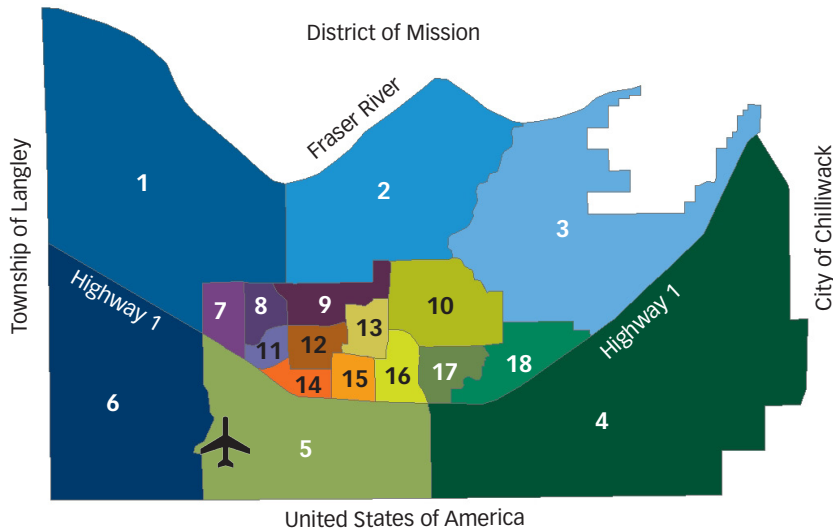 District of Mission
Fraser River
Township of Langley
City of Chilliwack
1
2
3
Highway 1
7
8
9
10
13
11
12
Highway 1
14
15
16
17
18
6
5
4
United States of America